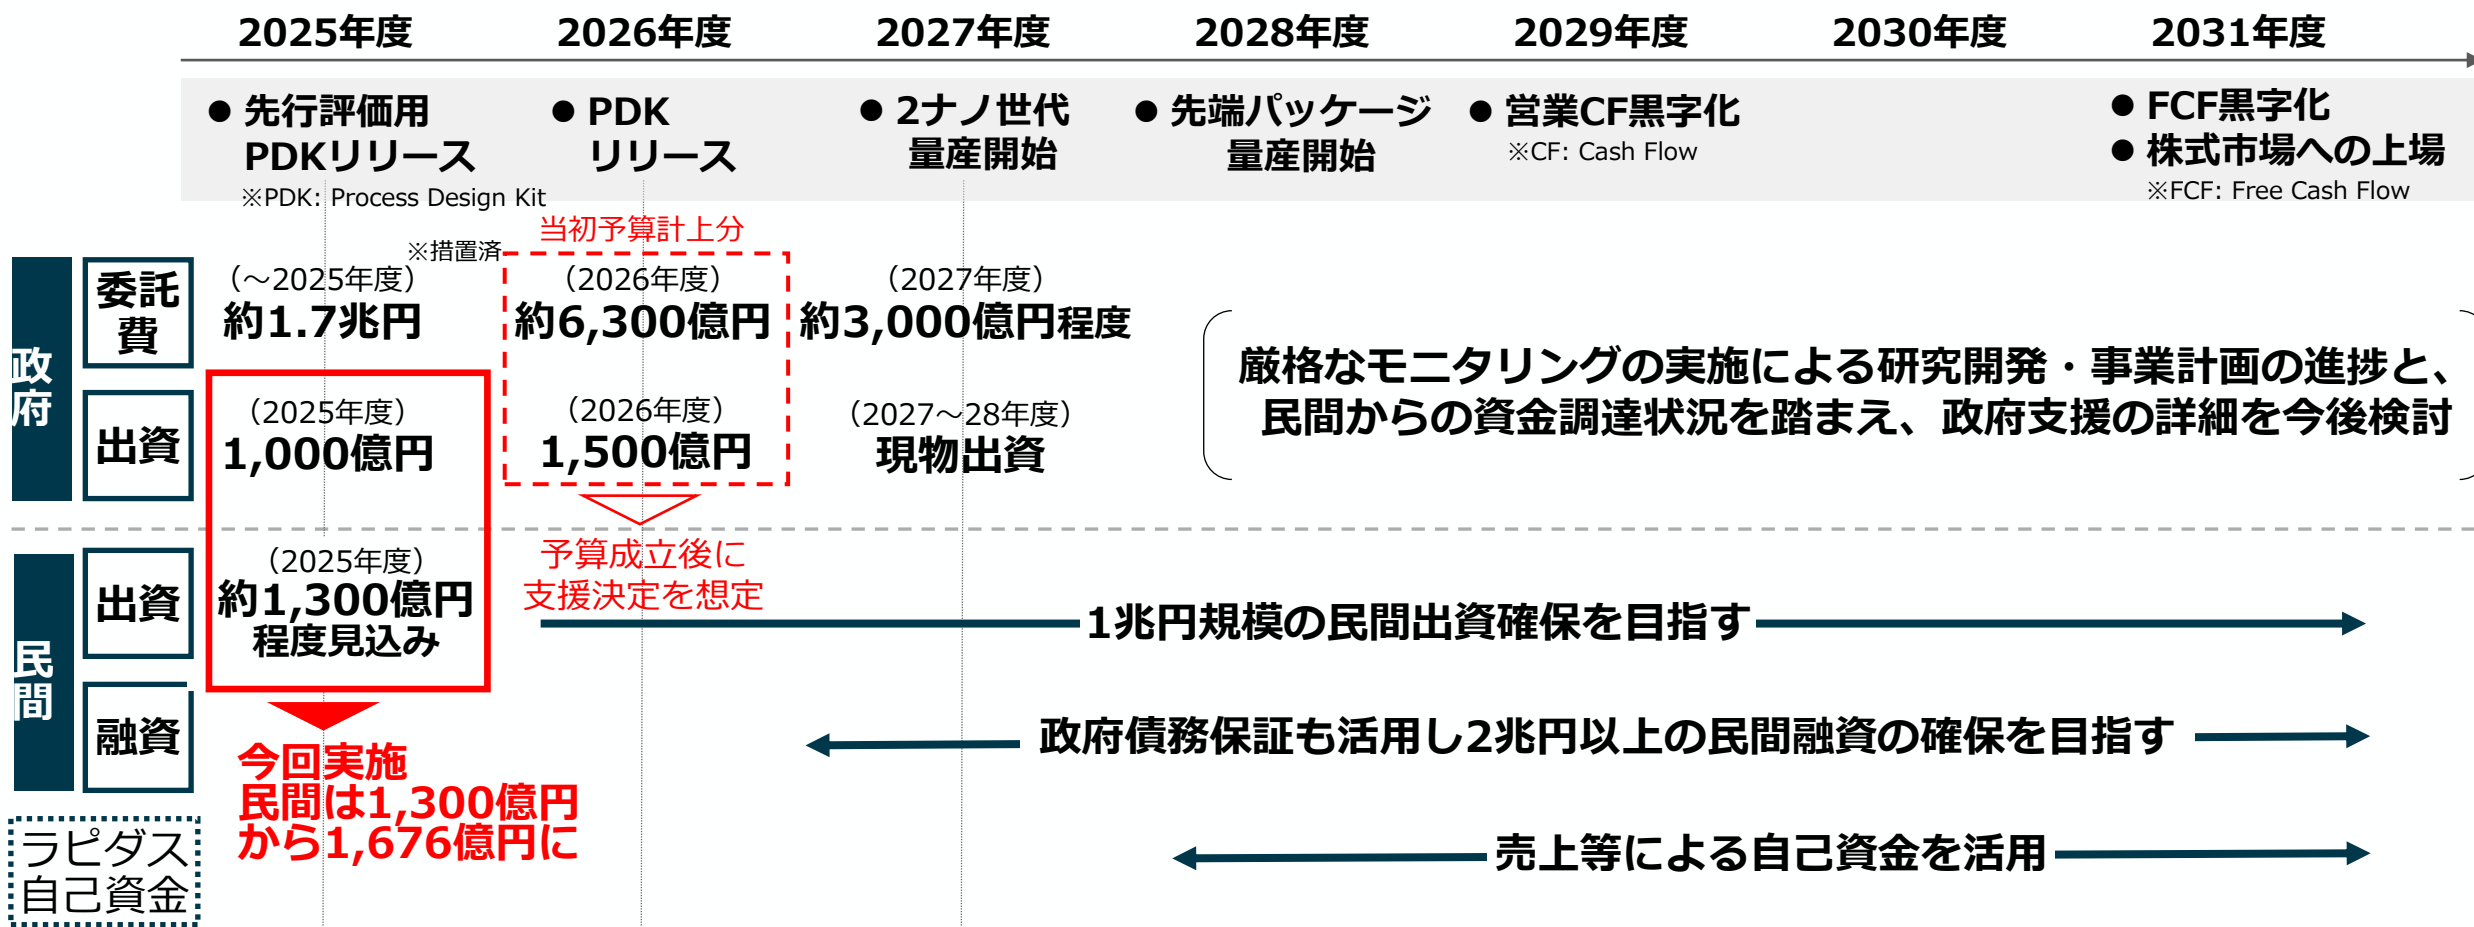 2025年度 2026年度 2027年度 2028年度 2029年度 2030年度 2031年度
● 先行評価用
PDKリリース
※PDK: Process Design Kit
● PDK
リリース
● 2ナノ世代
量産開始
● 先端パッケージ
量産開始
● 営業CF黒字化
※CF: Cash Flow
● FCF黒字化
● 株式市場への上場
※FCF: Free Cash Flow
政府
委託
費
※措置済
（～2025年度）
約1.7兆円
当初予算計上分
（2026年度）
約6,300億円
（2027年度）
約3,000億円程度
出資
（2025年度）
1,000億円
（2026年度）
1,500億円
（2027～28年度）
現物出資
厳格なモニタリングの実施による研究開発・事業計画の進捗と、
民間からの資金調達状況を踏まえ、政府支援の詳細を今後検討
民間
出資
（2025年度）
約1,300億円
程度見込み
予算成立後に
支援決定を想定
1兆円規模の民間出資確保を目指す
融資
政府債務保証も活用し2兆円以上の民間融資の確保を目指す
今回実施
民間は1,300億円
から1,676億円に
ラピダス
自己資金
売上等による自己資金を活用